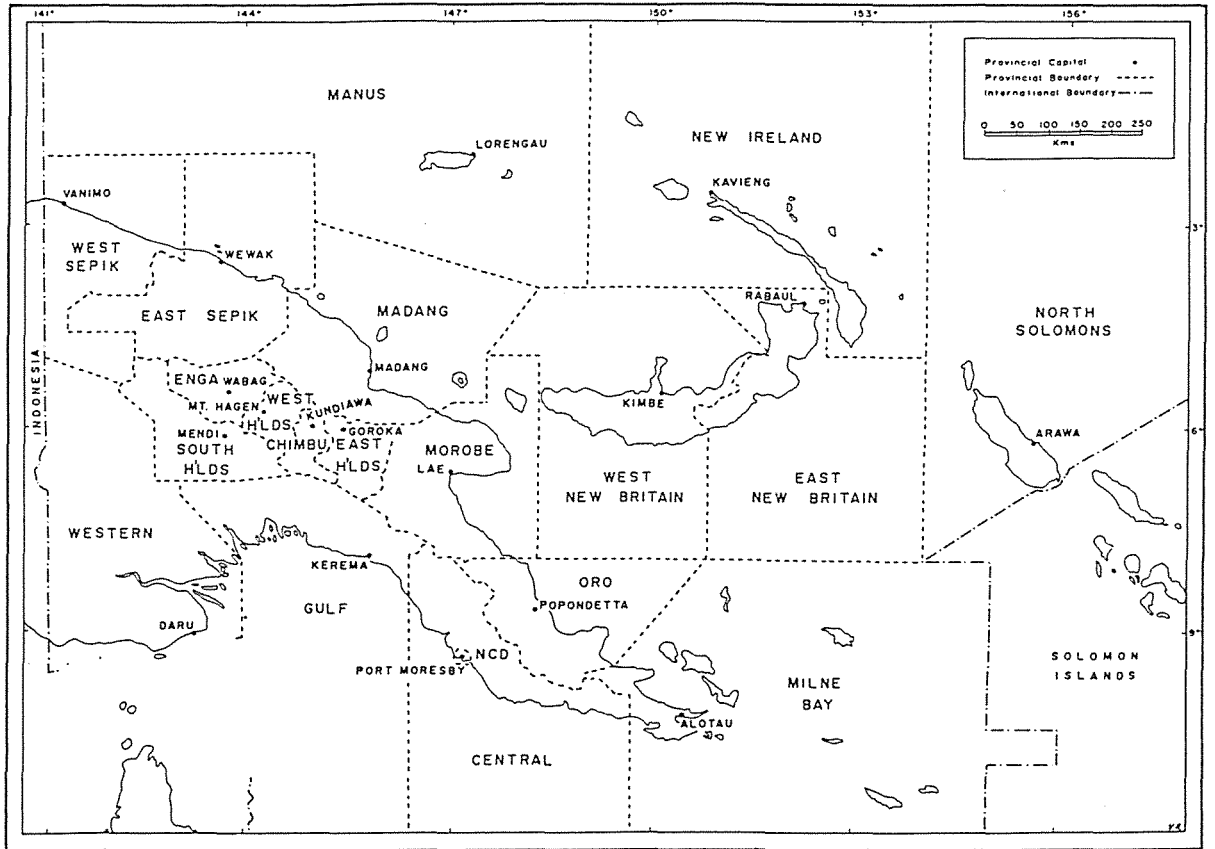 141°
144°
147°
150°
153°
156°
Provincial Capital
Provincial Boundary
International Boundary
0 50 100 150 200 250
Kms
MANUS
LORENGAU
NEW IRELAND
KAVIENG
VANIMO
WEST
SEPIK
WEWAK
3°
EAST SEPIK
MADANG
RABAUL
NORTH
SOLOMONS
INDONESIA
MADANG
ENGA
WABAG
MT. HAGEN
WEST
H'LDS
KUNDIAWA
KIMBE
MENDI
SOUTH
H'LDS
CHIMBU
GOROKA
EAST
H'LDS
MOROBE
LAE
ARAWA
6°
WEST
NEW BRITAIN
EAST
NEW BRITAIN
WESTERN
KEREMA
ORO
POPONDETTA
GULF
DARU
9°
NCD
PORT MORESBY
SOLOMON
ISLANDS
MILNE
BAY
ALOTAU
CENTRAL